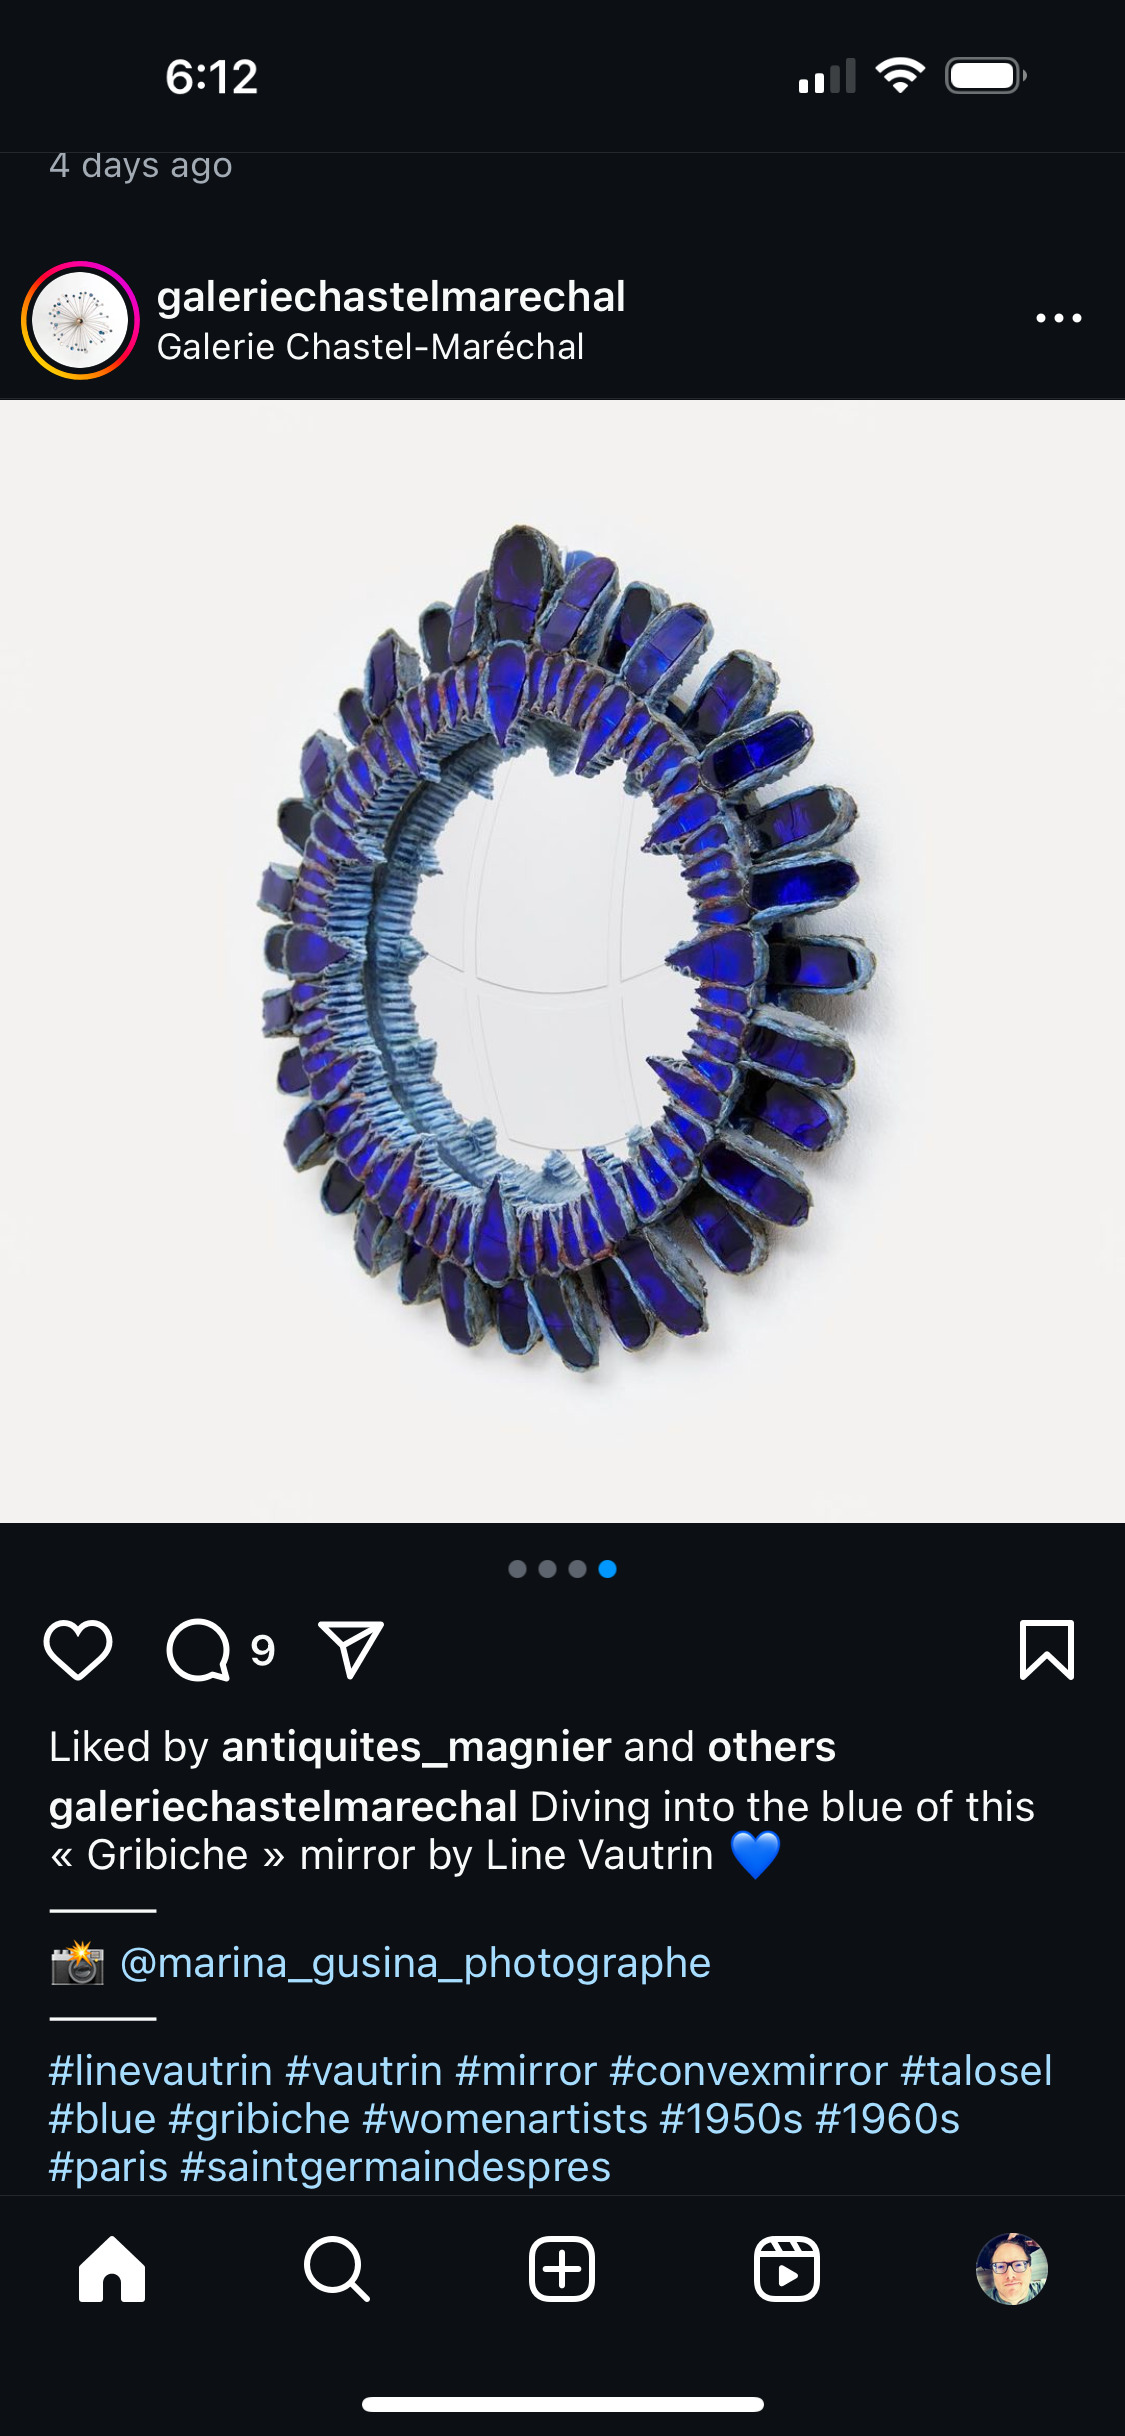 6:12
4 days ago
galeriechastelmarechal
Galerie Chastel-Maréchal
9
Liked by antiquites_magnier and others
galeriechastelmarechal Diving into the blue of this
« Gribiche » mirror by Line Vautrin 💙
_____
📸 @marina_gusina_photographe
_____
#linevautrin #vautrin #mirror #convexmirror #talosel
#blue #gribiche #womenartists #1950s #1960s
#paris #saintgermaindespres